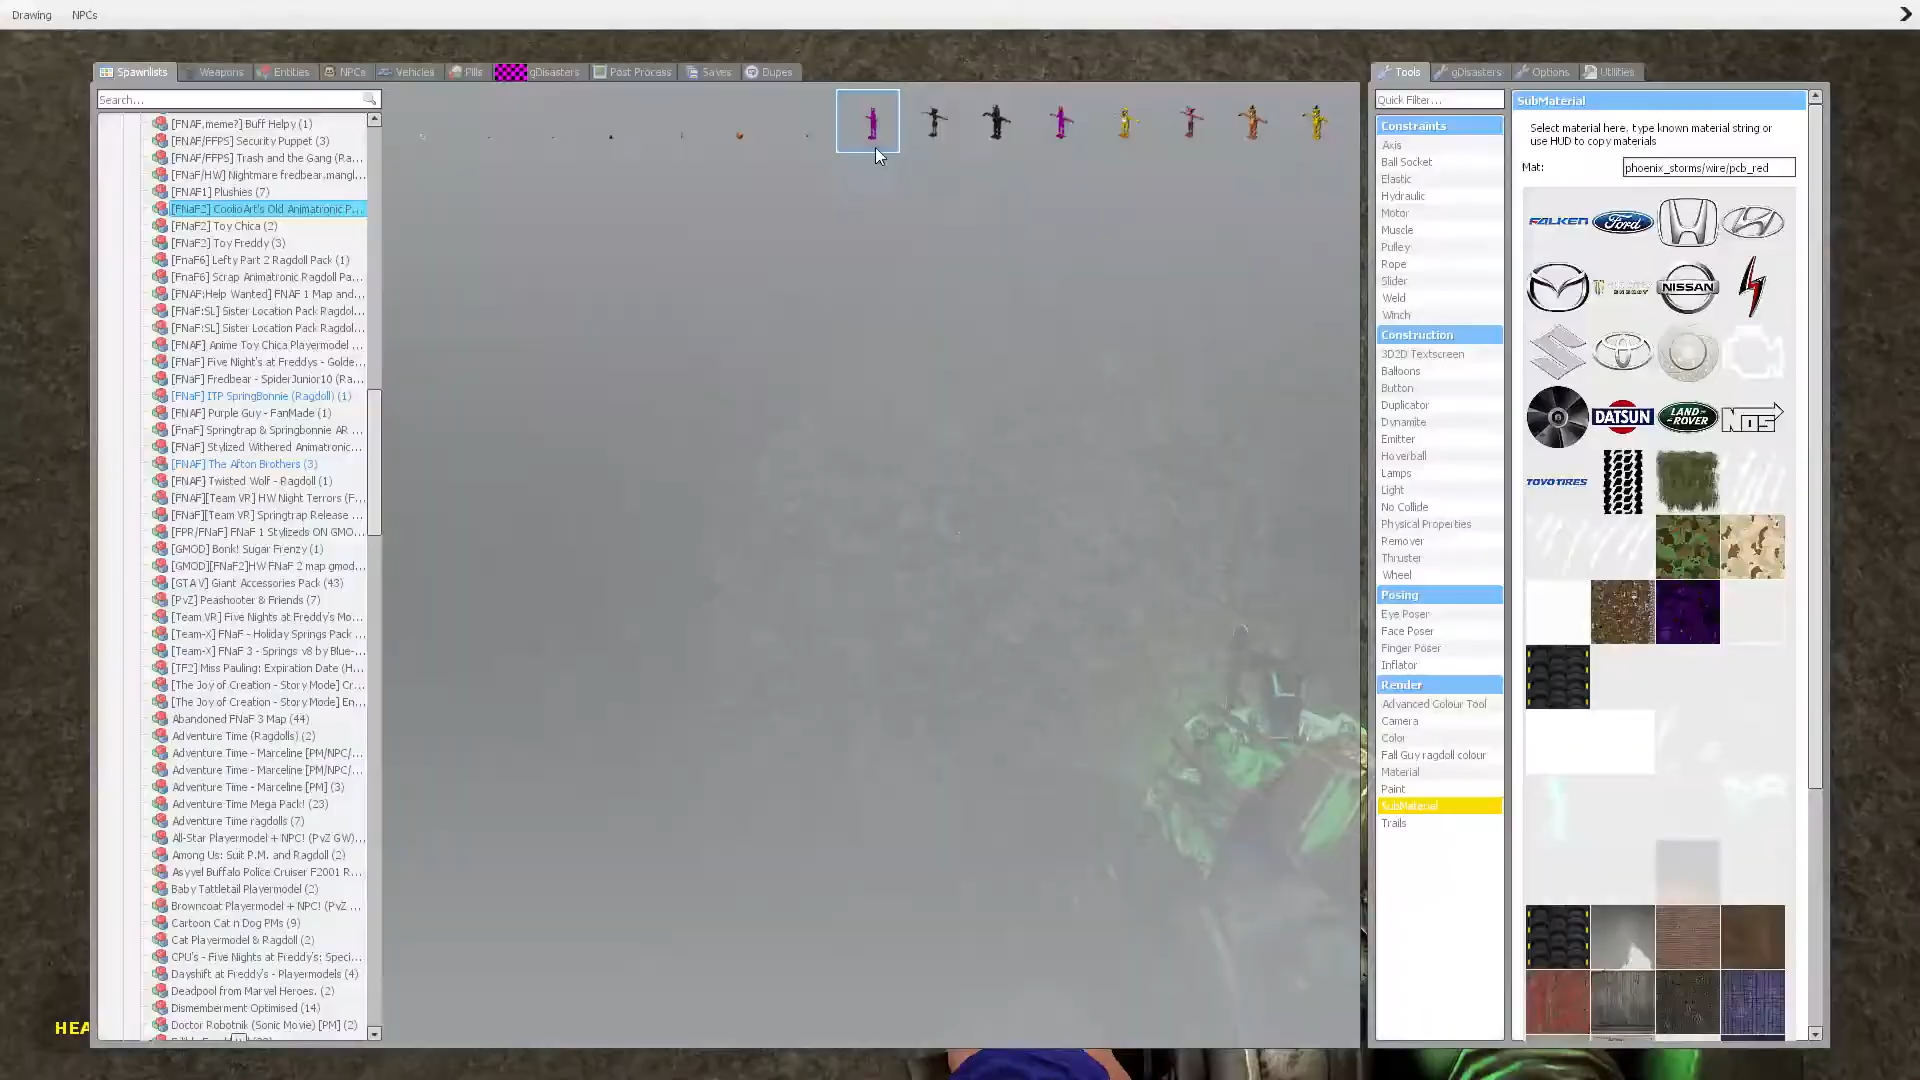 Drawing NPCs
Spawnlists Weapons Entities NPCs Vehicles Pills gDisasters Post Process Saves Dupes
Search...
[FNAF,meme?] Buff Helpy (1)
[FNAF/FFPS] Security Puppet (3)
[FNAF/FFPS] Trash and the Gang (Ra...
[FNaF/HW] Nightmare fredbear,mangl...
[FNAF1] Plushies (7)
[FNaF2] CoolioArt's Old Animatronic P...
[FNaF2] Toy Chica (2)
[FNaF2] Toy Freddy (3)
[FnaF6] Lefty Part 2 Ragdoll Pack (1)
[FnaF6] Scrap Animatronic Ragdoll Pa...
[FNAF:Help Wanted] FNAF 1 Map and...
[FNaF:SL] Sister Location Pack Ragdol...
[FNaF:SL] Sister Location Pack Ragdol...
[FNAF] Anime Toy Chica Playermodel ...
[FNaF] Five Night's at Freddys - Golde...
[FNaF] Fredbear - SpiderJunior10 (Ra...
[FNaF] ITP SpringBonnie (Ragdoll) (1)
[FNAF] Purple Guy - FanMade (1)
[FnaF] Springtrap & Springbonnie AR ...
[FNaF] Stylized Withered Animatronic...
[FNAF] The Afton Brothers (3)
[FNAF] Twisted Wolf - Ragdoll (1)
[FNAF][Team VR] HW Night Terrors (F...
[FNaF][Team VR] Springtrap Release ...
[FPR/FNaF] FNaF 1 Stylizeds ON GMO...
[GMOD] Bonk! Sugar Frenzy (1)
[GMOD][FNaF2]HW FNaF 2 map gmod...
[GTA V] Giant Accessories Pack (43)
[PvZ] Peashooter & Friends (7)
[Team VR] Five Nights at Freddy's Mo...
[Team-X] FNaF - Holiday Springs Pack ...
[Team-X] FNaF 3 - Springs v8 by Blue-...
[TF2] Miss Pauling: Expiration Date (H...
[The Joy of Creation - Story Mode] Cr...
[The Joy of Creation - Story Mode] En...
Abandoned FNaF 3 Map (44)
Adventure Time (Ragdolls) (2)
Adventure Time - Marceline [PM/NPC/...
Adventure Time - Marceline [PM/NPC/...
Adventure Time - Marceline [PM] (3)
Adventure Time Mega Pack! (23)
Adventure Time ragdolls (7)
All-Star Playermodel + NPC! (PvZ GW)...
Among Us: Suit P.M. and Ragdoll (2)
Asyyel Buffalo Police Cruiser F2001 R...
Baby Tattletail Playermodel (2)
Browncoat Playermodel + NPC! (PvZ ...
Cartoon Cat n Dog PMs (9)
Cat Playermodel & Ragdoll (2)
CPU's - Five Nights at Freddy's: Speci...
Dayshift at Freddy's - Playermodels (4)
Deadpool from Marvel Heroes. (2)
Dismemberment Optimised (14)
Doctor Robotnik (Sonic Movie) [PM] (2)
HEA
Tools gDisasters Options Utilities
Quick Filter...
Constraints
Axis
Ball Socket
Elastic
Hydraulic
Motor
Muscle
Pulley
Rope
Slider
Weld
Winch
Construction
3D2D Textscreen
Balloons
Button
Duplicator
Dynamite
Emitter
Hoverball
Lamps
Light
No Collide
Physical Properties
Remover
Thruster
Wheel
Posing
Eye Poser
Face Poser
Finger Poser
Inflator
Render
Advanced Colour Tool
Camera
Color
Fall Guy ragdoll colour
Material
Paint
SubMaterial
Trails
SubMaterial
Select material here, type known material string or
use HUD to copy materials
Mat: phoenix_storms/wire/pcb_red
FALKEN Ford
NISSAN
DATSUN LAND-ROVER NOS
TOYO TIRES